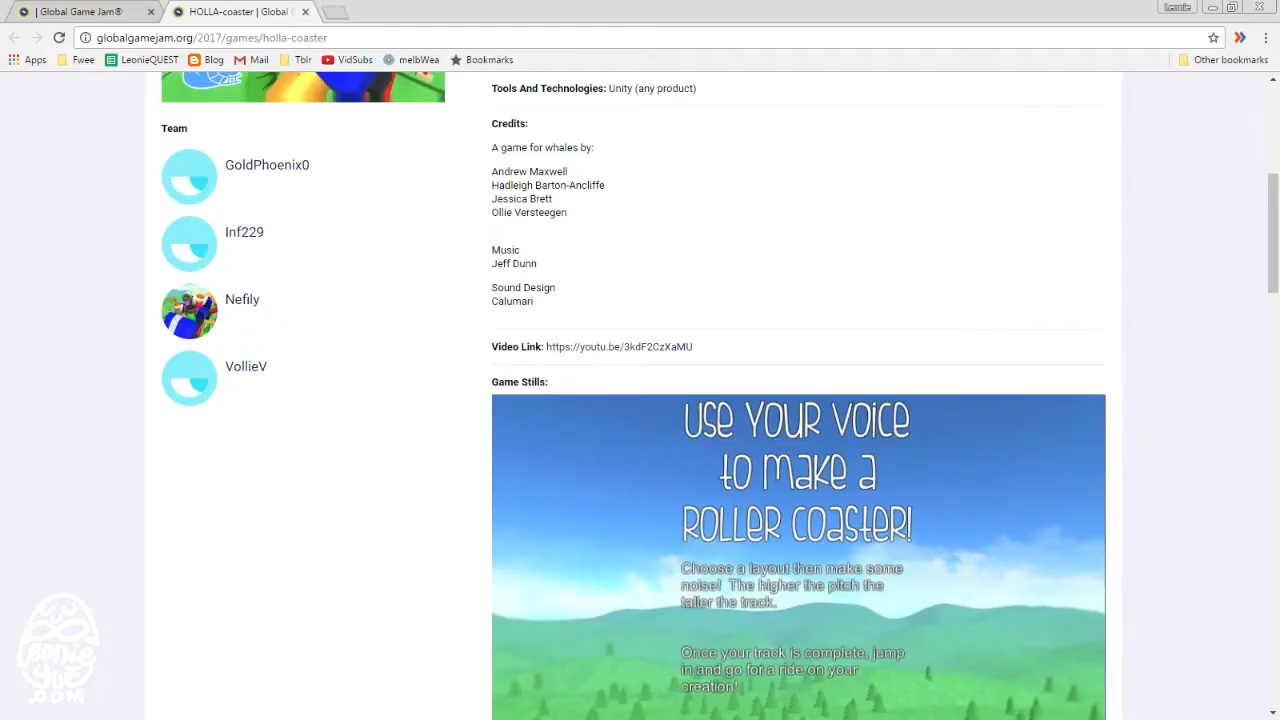 | Global Game Jam®
HOLLA-coaster | Global G
Leonie
globalgamejam.org/2017/games/holla-coaster
Apps
Fwee
LeonieQUEST
Blog
Mail
Tblr
VidSubs
melbWea
Bookmarks
Other bookmarks
Team
GoldPhoenix0
Inf229
Nefily
VollieV
Tools And Technologies: Unity (any product)
Credits:
A game for whales by:
Andrew Maxwell
Hadleigh Barton-Ancliffe
Jessica Brett
Ollie Versteegen
Music
Jeff Dunn
Sound Design
Calumari
Video Link: https://youtu.be/3kdF2CzXaMU
Game Stills:
USE YOUR VOICE
to make a
ROLLER COASTER!
Choose a layout then make some
noise! The higher the pitch the
taller the track.
Once your track is complete, jump
in and go for a ride on your
creation!
Leonie
yue
.com